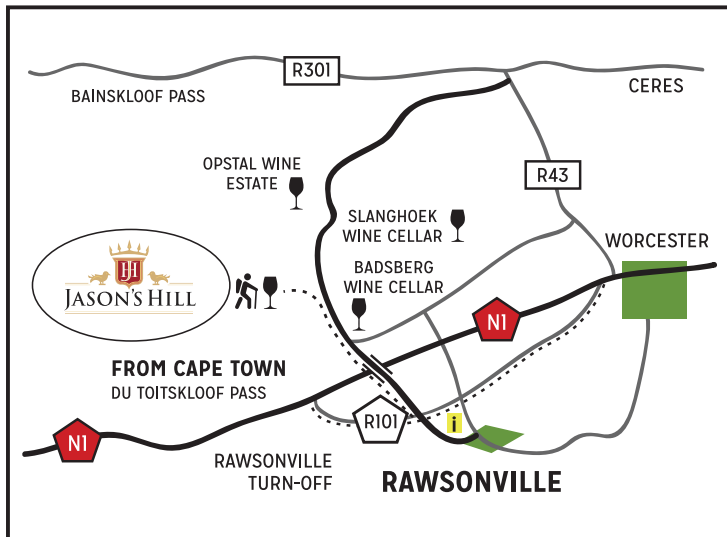 R301
BAINSKLOOF PASS
CERES
OPSTAL WINE
ESTATE
R43
SLANGHOEK
WINE CELLAR
WORCESTER
JH
JASON'S HILL
BADSBERG
WINE CELLAR
N1
FROM CAPE TOWN
DU TOITSKLOOF PASS
R101
i
N1
RAWSONVILLE
TURN-OFF
RAWSONVILLE